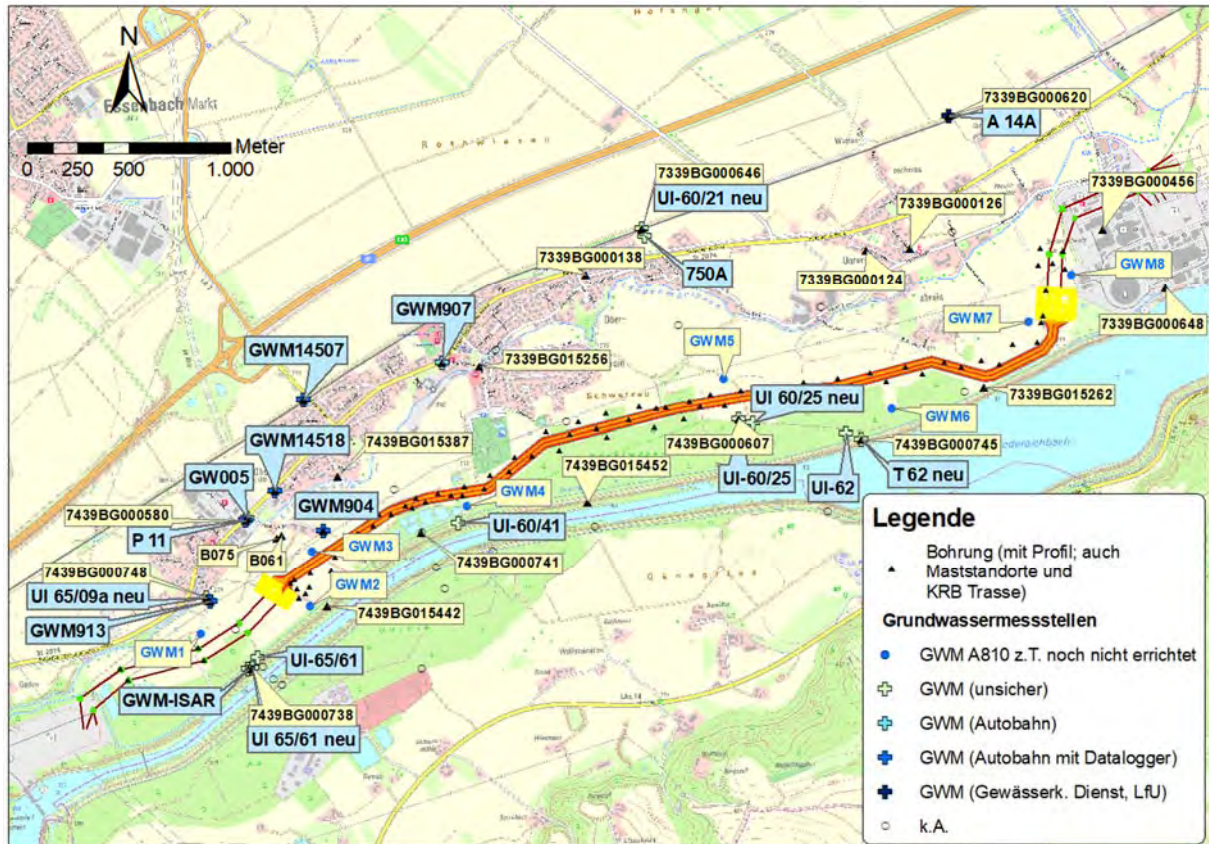 N
Essenbach Markt
Meter
0 250 500 1.000
7339BG000620
A 14A
7339BG000646
UI-60/21 neu
7339BG000456
7339BG000126
7339BG000138
750A
7339BG000124
GWM8
GWM907
GWM7
7339BG000648
GWM14507
7339BG015256
GWM5
UI 60/25 neu
7339BG015262
GWM14518
7439BG015387
7439BG000607
GWM6
7439BG015452
7439BG000745
GW005
UI-60/25
UI-62
T 62 neu
GWM4
7439BG000580
GWM904
P 11
UI-60/41
B075
B061
GWM3
7439BG000741
7439BG000748
UI 65/09a neu
GWM2
7439BG015442
GWM913
GWM1
UI-65/61
GWM-ISAR
7439BG000738
UI 65/61 neu
Legende
Bohrung (mit Profil; auch
Maststandorte und
KRB Trasse)
Grundwassermessstellen
GWM A810 z.T. noch nicht errichtet
GWM (unsicher)
GWM (Autobahn)
GWM (Autobahn mit Datalogger)
GWM (Gewässerk. Dienst, LfU)
k.A.